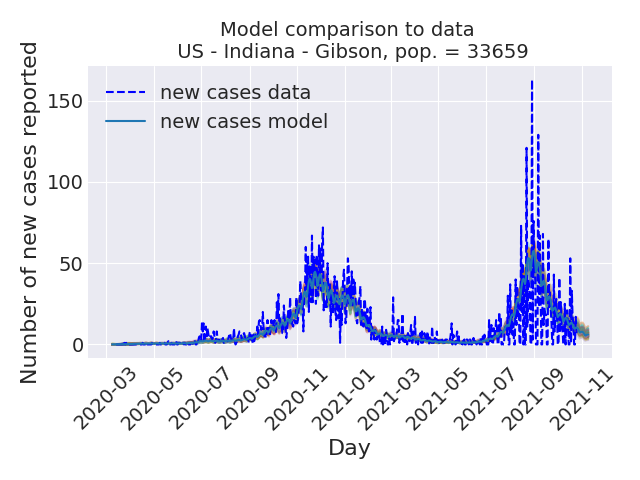 Model comparison to data
US - Indiana - Gibson, pop. = 33659
Number of new cases reported
150
100
50
0
new cases data
new cases model
2020-03
2020-05
2020-07
2020-09
2020-11
2021-01
2021-03
2021-05
2021-07
2021-09
2021-11
Day